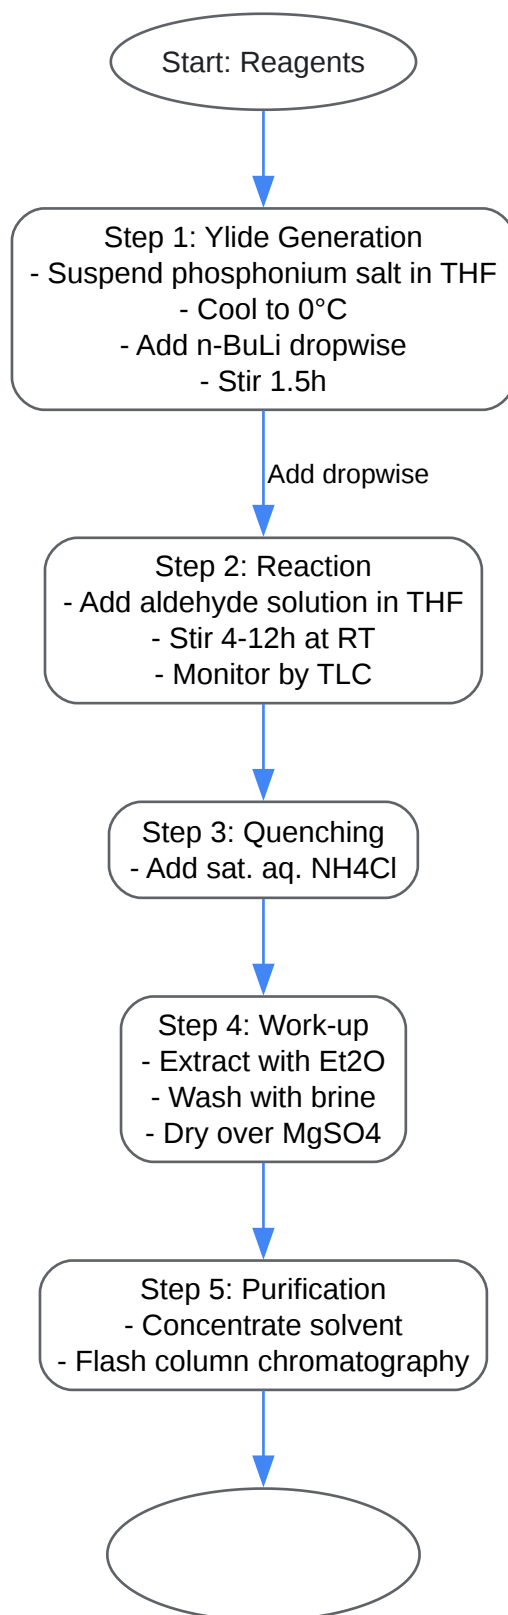 Start: Reagents
Step 1: Ylide Generation
- Suspend phosphonium salt in THF
- Cool to 0°C
- Add n-BuLi dropwise
- Stir 1.5h
Add dropwise
Step 2: Reaction
- Add aldehyde solution in THF
- Stir 4-12h at RT
- Monitor by TLC
Step 3: Quenching
- Add sat. aq. NH4Cl
Step 4: Work-up
- Extract with Et2O
- Wash with brine
- Dry over MgSO4
Step 5: Purification
- Concentrate solvent
- Flash column chromatography